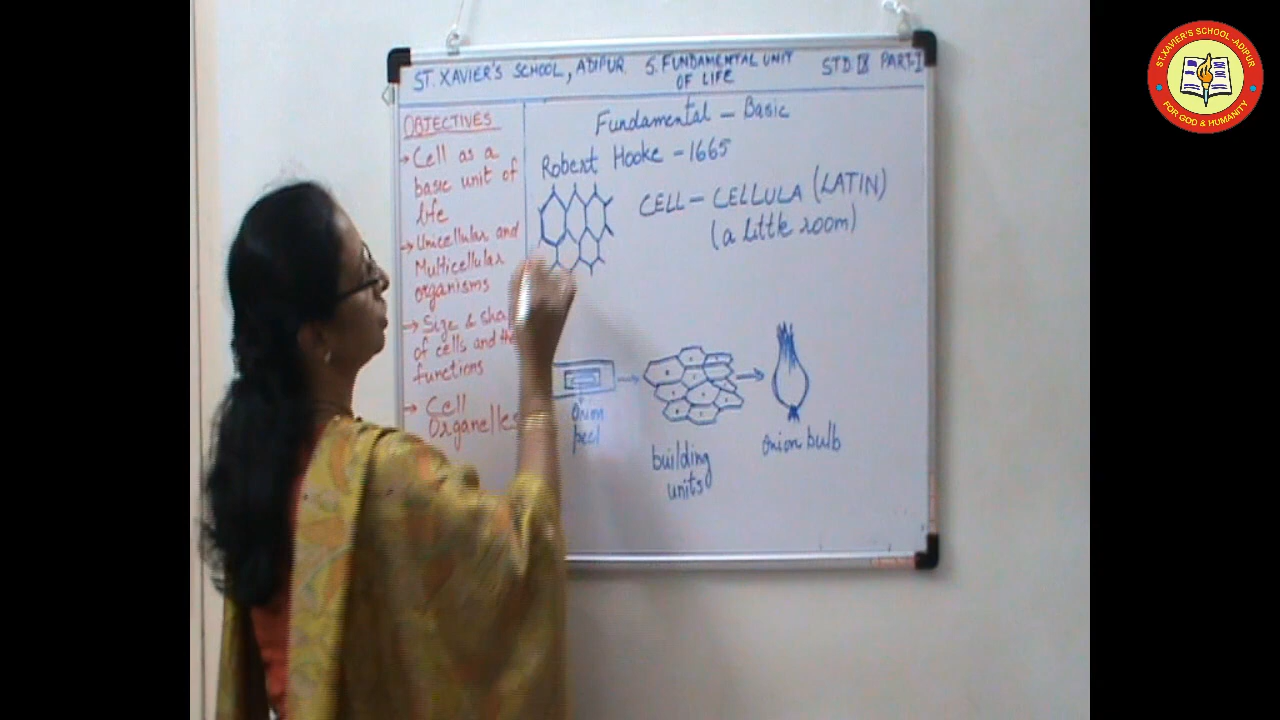 ST. XAVIER'S SCHOOL, ADIPUR 5. FUNDAMENTAL UNIT OF LIFE STD IX PART-I
OBJECTIVES
→ Cell as a
basic unit of
life
→ Unicellular and
Multicellular
organisms
→ Size &
of cells and
functions
→ Cell
Organelles
Fundamental – Basic
Robert Hooke – 1665
CELL – CELLULA (LATIN)
(a little room)
onion
peel
building
units
onion bulb
ST. XAVIER'S SCHOOL - ADIPUR
FOR GOD & HUMANITY